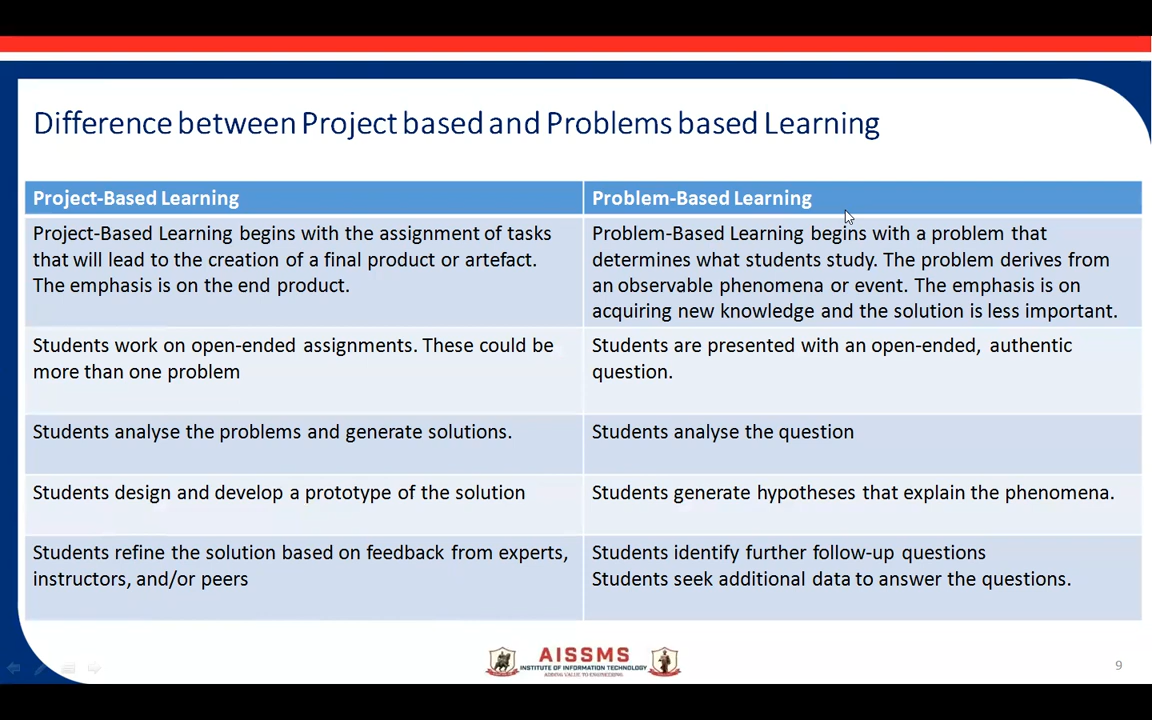 Difference between Project based and Problems based Learning
Project-Based Learning
Problem-Based Learning
Project-Based Learning begins with the assignment of tasks
that will lead to the creation of a final product or artefact.
The emphasis is on the end product.
Problem-Based Learning begins with a problem that
determines what students study. The problem derives from
an observable phenomena or event. The emphasis is on
acquiring new knowledge and the solution is less important.
Students work on open-ended assignments. These could be
more than one problem
Students are presented with an open-ended, authentic
question.
Students analyse the problems and generate solutions.
Students analyse the question
Students design and develop a prototype of the solution
Students generate hypotheses that explain the phenomena.
Students refine the solution based on feedback from experts,
instructors, and/or peers
Students identify further follow-up questions
Students seek additional data to answer the questions.
AISSMS
INSTITUTE OF INFORMATION TECHNOLOGY
ADDING VALUE TO ENGINEERING
9